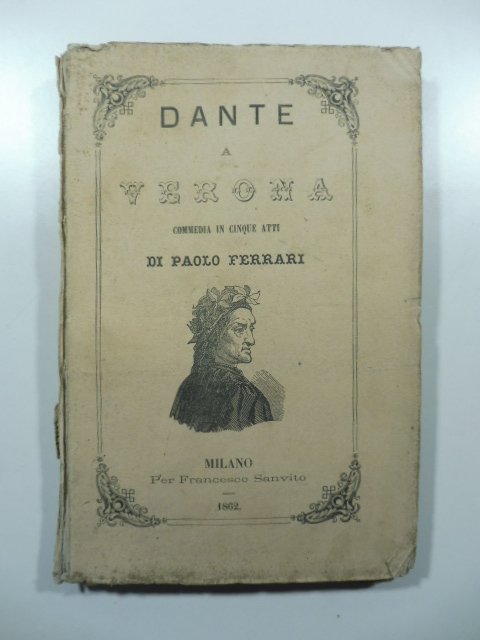 DANTE
A
VERONA
COMMEDIA IN CINQUE ATTI
DI PAOLO FERRARI
MILANO
Per Francesco Sanvito
1862.